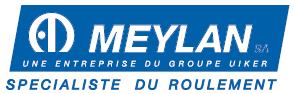 MEYLAN SA
UNE ENTREPRISE DU GROUPE UIKER
SPECIALISTE DU ROULEMENT